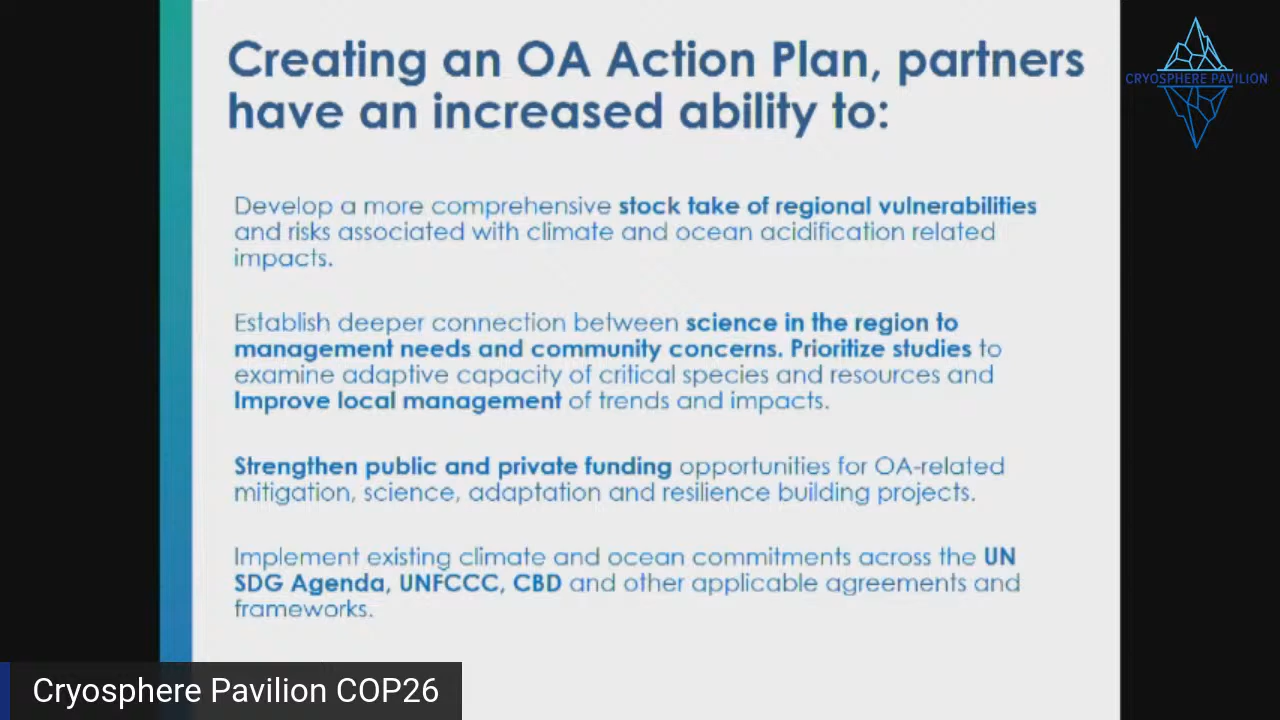 Creating an OA Action Plan, partners
have an increased ability to:
CRYOSPHERE PAVILION
Develop a more comprehensive stock take of regional vulnerabilities
and risks associated with climate and ocean acidification related
impacts.
Establish deeper connection between science in the region to
management needs and community concerns. Prioritize studies to
examine adaptive capacity of critical species and resources and
Improve local management of trends and impacts.
Strengthen public and private funding opportunities for OA-related
mitigation, science, adaptation and resilience building projects.
Implement existing climate and ocean commitments across the UN
SDG Agenda, UNFCCC, CBD and other applicable agreements and
frameworks.
Cryosphere Pavilion COP26